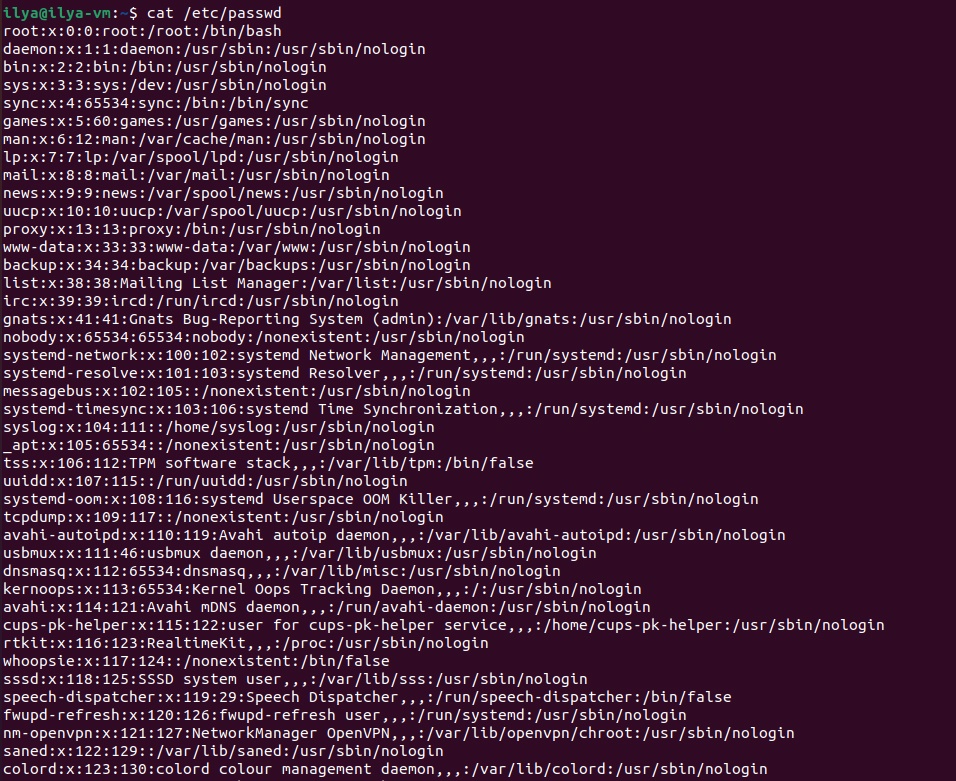 ilya@ilya-vm:~$ cat /etc/passwd
root:x:0:0:root:/root:/bin/bash
daemon:x:1:1:daemon:/usr/sbin:/usr/sbin/nologin
bin:x:2:2:bin:/bin:/usr/sbin/nologin
sys:x:3:3:sys:/dev:/usr/sbin/nologin
sync:x:4:65534:sync:/bin:/bin/sync
games:x:5:60:games:/usr/games:/usr/sbin/nologin
man:x:6:12:man:/var/cache/man:/usr/sbin/nologin
lp:x:7:7:lp:/var/spool/lpd:/usr/sbin/nologin
mail:x:8:8:mail:/var/mail:/usr/sbin/nologin
news:x:9:9:news:/var/spool/news:/usr/sbin/nologin
uucp:x:10:10:uucp:/var/spool/uucp:/usr/sbin/nologin
proxy:x:13:13:proxy:/bin:/usr/sbin/nologin
www-data:x:33:33:www-data:/var/www:/usr/sbin/nologin
backup:x:34:34:backup:/var/backups:/usr/sbin/nologin
list:x:38:38:Mailing List Manager:/var/list:/usr/sbin/nologin
irc:x:39:39:ircd:/run/ircd:/usr/sbin/nologin
gnats:x:41:41:Gnats Bug-Reporting System (admin):/var/lib/gnats:/usr/sbin/nologin
nobody:x:65534:65534:nobody:/nonexistent:/usr/sbin/nologin
systemd-network:x:100:102:systemd Network Management,,,:/run/systemd:/usr/sbin/nologin
systemd-resolve:x:101:103:systemd Resolver,,,:/run/systemd:/usr/sbin/nologin
messagebus:x:102:105::/nonexistent:/usr/sbin/nologin
systemd-timesync:x:103:106:systemd Time Synchronization,,,:/run/systemd:/usr/sbin/nologin
syslog:x:104:111::/home/syslog:/usr/sbin/nologin
_apt:x:105:65534::/nonexistent:/usr/sbin/nologin
tss:x:106:112:TPM software stack,,,:/var/lib/tpm:/bin/false
uuidd:x:107:115::/run/uuidd:/usr/sbin/nologin
systemd-oom:x:108:116:systemd Userspace OOM Killer,,,:/run/systemd:/usr/sbin/nologin
tcpdump:x:109:117::/nonexistent:/usr/sbin/nologin
avahi-autoipd:x:110:119:Avahi autoip daemon,,,:/var/lib/avahi-autoipd:/usr/sbin/nologin
usbmux:x:111:46:usbmux daemon,,,:/var/lib/usbmux:/usr/sbin/nologin
dnsmasq:x:112:65534:dnsmasq,,,:/var/lib/misc:/usr/sbin/nologin
kernoops:x:113:65534:Kernel Oops Tracking Daemon,,,:/:/usr/sbin/nologin
avahi:x:114:121:Avahi mDNS daemon,,,:/run/avahi-daemon:/usr/sbin/nologin
cups-pk-helper:x:115:122:user for cups-pk-helper service,,,:/home/cups-pk-helper:/usr/sbin/nologin
rtkit:x:116:123:RealtimeKit,,,:/proc:/usr/sbin/nologin
whoopsie:x:117:124::/nonexistent:/bin/false
sssd:x:118:125:SSSD system user,,,:/var/lib/sss:/usr/sbin/nologin
speech-dispatcher:x:119:29:Speech Dispatcher,,,:/run/speech-dispatcher:/bin/false
fwupd-refresh:x:120:126:fwupd-refresh user,,,:/run/systemd:/usr/sbin/nologin
nm-openvpn:x:121:127:NetworkManager OpenVPN,,,:/var/lib/openvpn/chroot:/usr/sbin/nologin
saned:x:122:129::/var/lib/saned:/usr/sbin/nologin
colord:x:123:130:colord colour management daemon,,,:/var/lib/colord:/usr/sbin/nologin